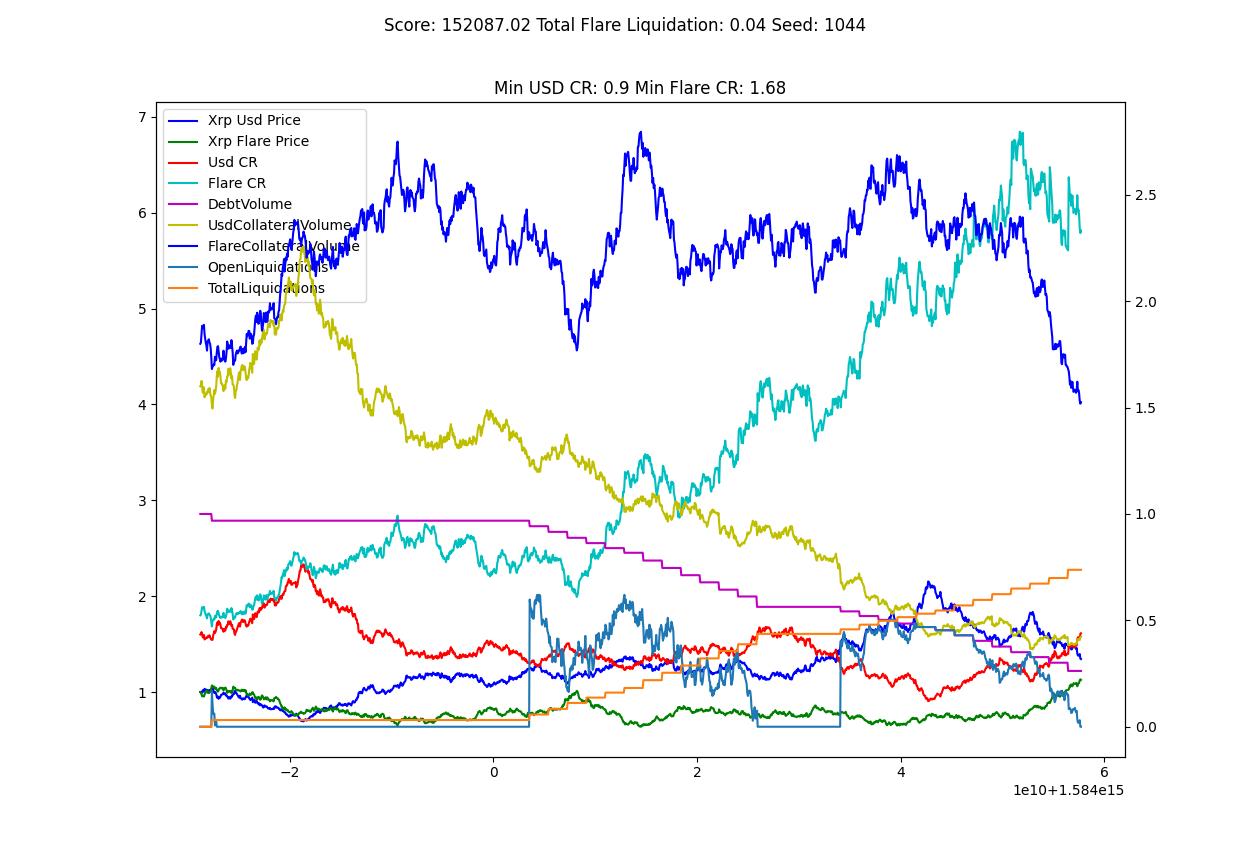 Score: 152087.02 Total Flare Liquidation: 0.04 Seed: 1044
Min USD CR: 0.9 Min Flare CR: 1.68
Xrp Usd Price
Xrp Flare Price
Usd CR
Flare CR
DebtVolume
UsdCollateralVolume
FlareCollateralVolume
OpenLiquidations
TotalLiquidations
7
6
5
4
3
2
1
2.5
2.0
1.5
1.0
0.5
0.0
−2
0
2
4
6
1e10+1.584e15